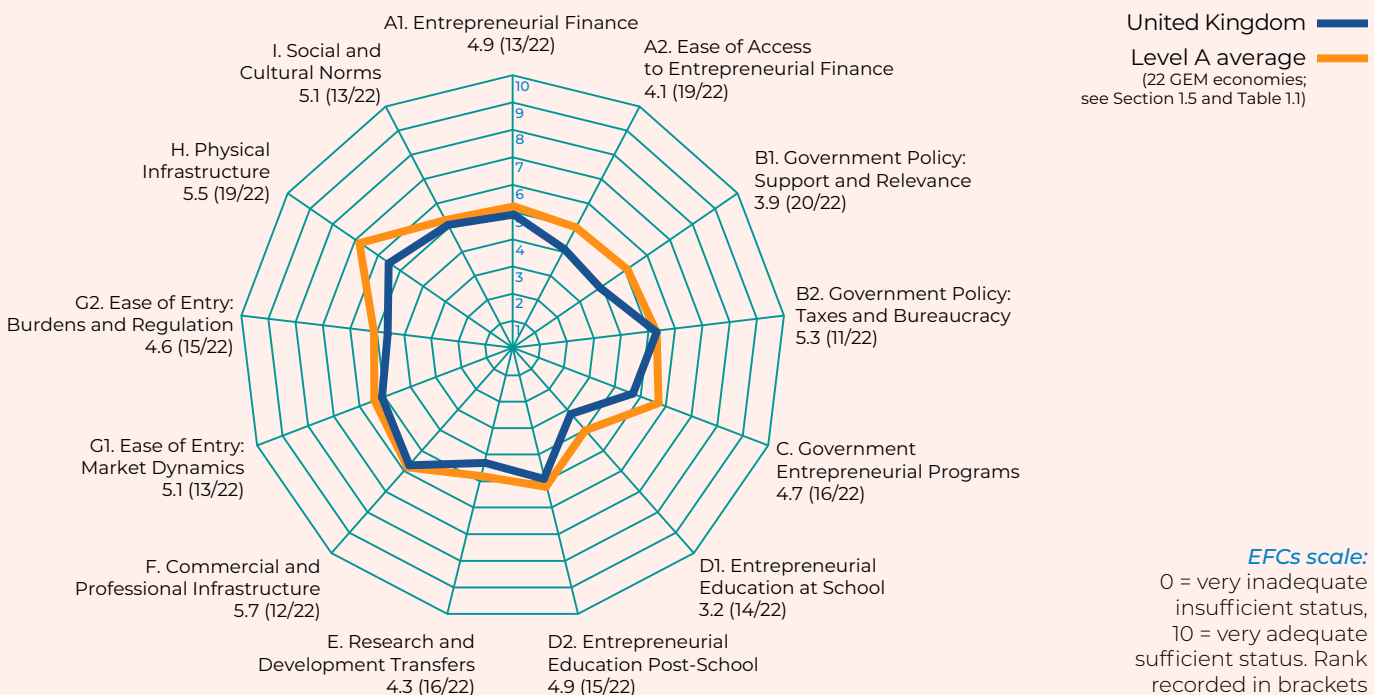 A1. Entrepreneurial Finance
4.9 (13/22)
A2. Ease of Access
to Entrepreneurial Finance
4.1 (19/22)
B1. Government Policy:
Support and Relevance
3.9 (20/22)
B2. Government Policy:
Taxes and Bureaucracy
5.3 (11/22)
C. Government
Entrepreneurial Programs
4.7 (16/22)
D1. Entrepreneurial
Education at School
3.2 (14/22)
D2. Entrepreneurial
Education Post-School
4.9 (15/22)
E. Research and
Development Transfers
4.3 (16/22)
F. Commercial and
Professional Infrastructure
5.7 (12/22)
G1. Ease of Entry:
Market Dynamics
5.1 (13/22)
G2. Ease of Entry:
Burdens and Regulation
4.6 (15/22)
H. Physical
Infrastructure
5.5 (19/22)
I. Social and
Cultural Norms
5.1 (13/22)
10
9
8
7
6
5
4
3
2
1
United Kingdom
Level A average
(22 GEM economies;
see Section 1.5 and Table 1.1)
EFCs scale:
0 = very inadequate
insufficient status,
10 = very adequate
sufficient status. Rank
recorded in brackets